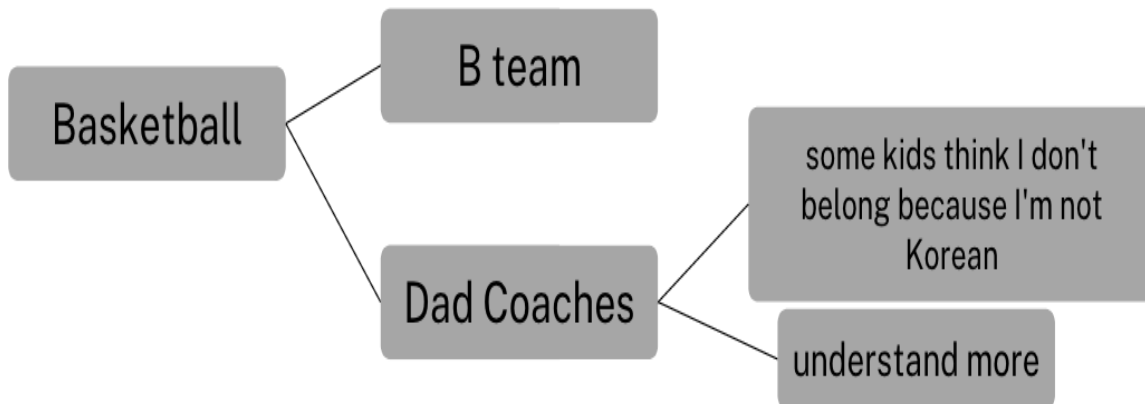 Basketball
B team
Dad Coaches
some kids think I don't
belong because I'm not
Korean
understand more